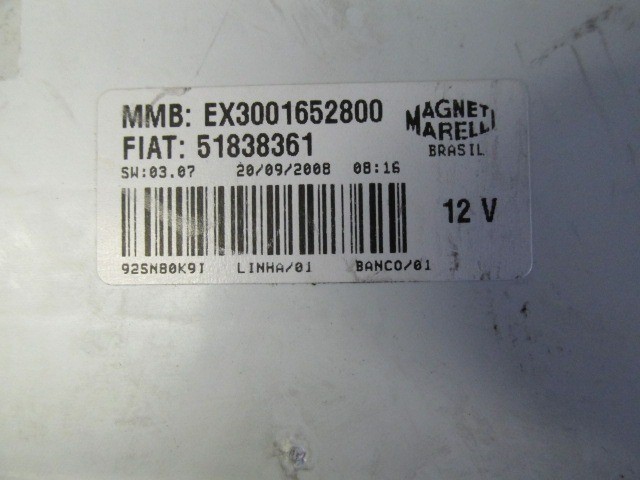 MMB: EX3001652800
MAGNETI
MARELLI
BRASIL
FIAT: 51838361
SW:03.07 20/09/2008 08:16
12 V
92SN80K9I LINHA/01 BANCO/01